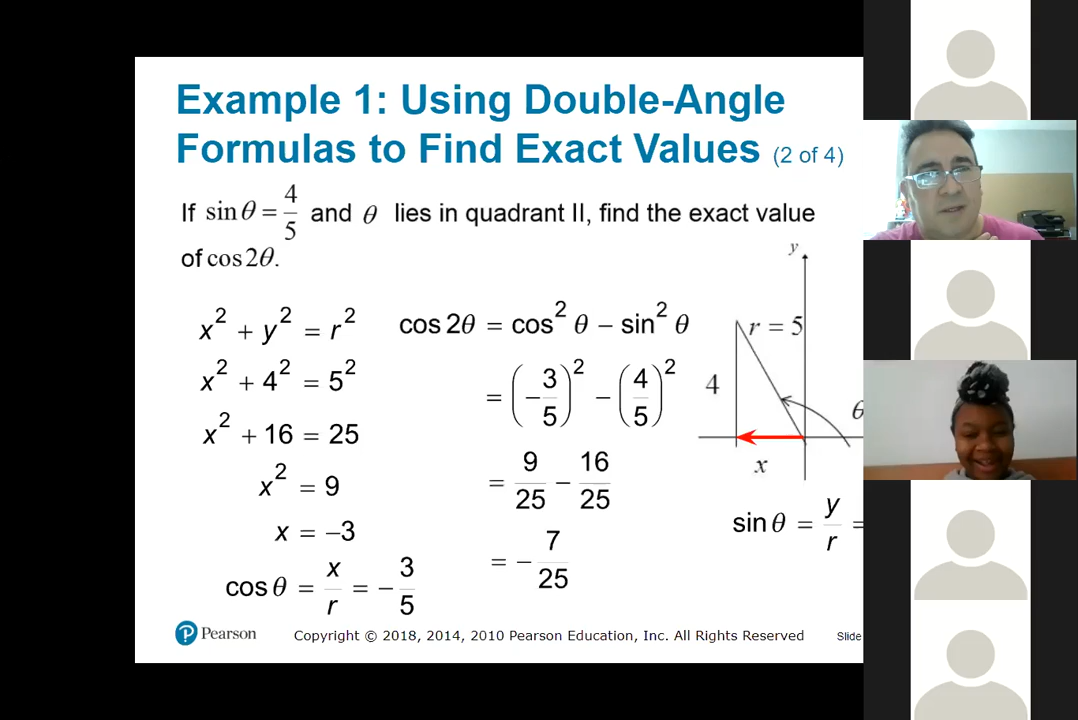 Example 1: Using Double-Angle
Formulas to Find Exact Values (2 of 4)
If sin θ = 4/5 and θ lies in quadrant II, find the exact value
of cos 2θ.
x² + y² = r²
x² + 4² = 5²
x² + 16 = 25
x² = 9
x = −3
cos θ = x/r = −3/5
cos 2θ = cos² θ − sin² θ
= (−3/5)² − (4/5)²
= 9/25 − 16/25
= −7/25
y
r = 5
4
θ
x
sin θ = y/r =
P Pearson
Copyright © 2018, 2014, 2010 Pearson Education, Inc. All Rights Reserved
Slide